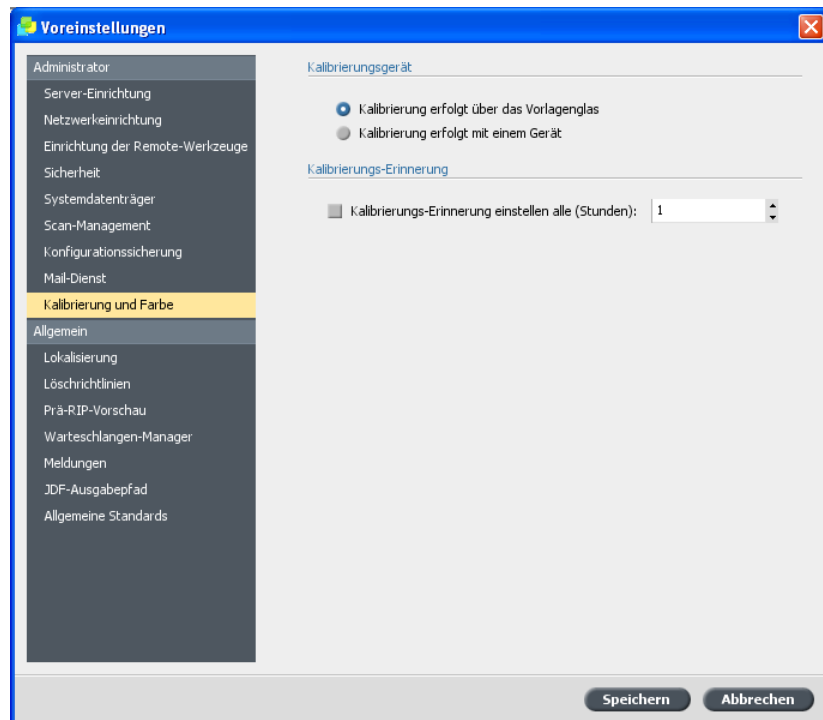 Voreinstellungen
Administrator
Server-Einrichtung
Netzwerkeinrichtung
Einrichtung der Remote-Werkzeuge
Sicherheit
Systemdatenträger
Scan-Management
Konfigurationssicherung
Mail-Dienst
Kalibrierung und Farbe
Allgemein
Lokalisierung
Löschrichtlinien
Prä-RIP-Vorschau
Warteschlangen-Manager
Meldungen
JDF-Ausgabepfad
Allgemeine Standards
Kalibrierungsgerät
Kalibrierung erfolgt über das Vorlagenglas
Kalibrierung erfolgt mit einem Gerät
Kalibrierungs-Erinnerung
Kalibrierungs-Erinnerung einstellen alle (Stunden): 1
Speichern Abbrechen